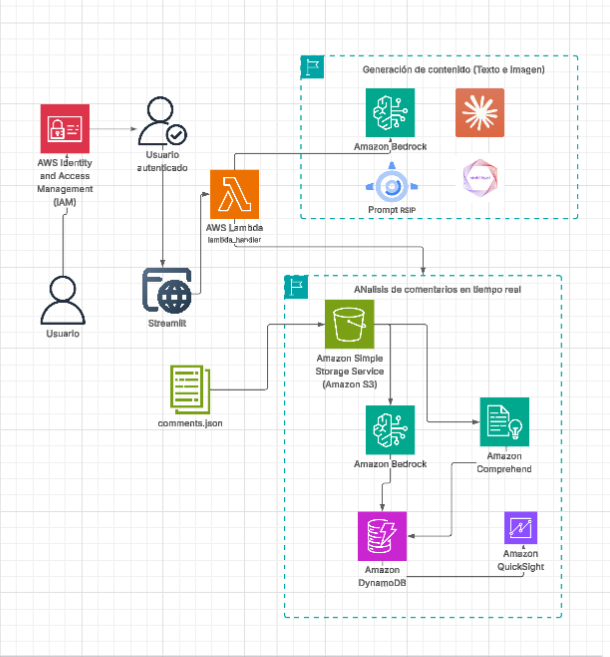 Generación de contenido (Texto e Imagen)
Amazon Bedrock
Prompt RSIP
AWS Identity
and Access
Management
(IAM)
Usuario
autenticado
AWS Lambda
lambda_handler
Usuario
Streamlit
ANalisis de comentarios en tiempo real
Amazon Simple
Storage Service
(Amazon S3)
comments.json
Amazon Bedrock
Amazon
Comprehend
Amazon
DynamoDB
Amazon
QuickSight